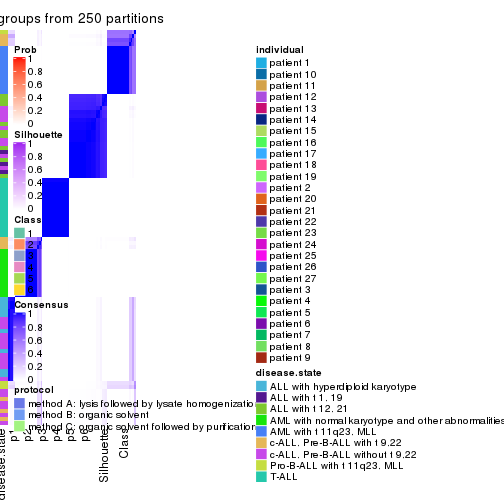 groups from 250 partitions
Prob
1
0.8
0.6
0.4
0.2
0
Silhouette
1
0.8
0.6
0.4
0.2
0
Class
1
2
3
4
5
6
Consensus
1
0.8
0.6
0.4
0.2
0
protocol
method A: lysis followed by lysate homogenization
method B: organic solvent
method C: organic solvent followed by purification
disease.state
p1
p2
p3
p4
p5
p6
Silhouette
Class
individual
patient 1
patient 10
patient 11
patient 12
patient 13
patient 14
patient 15
patient 16
patient 17
patient 18
patient 19
patient 2
patient 20
patient 21
patient 22
patient 23
patient 24
patient 25
patient 26
patient 27
patient 3
patient 4
patient 5
patient 6
patient 7
patient 8
patient 9
disease.state
ALL with hyperdiploid karyotype
ALL with t1. 19
ALL with t12. 21
AML with normal karyotype and other abnormalities
AML with t11q23. MLL
c-ALL. Pre-B-ALL with t9.22
c-ALL. Pre-B-ALL without t9.22
Pro-B-ALL with t11q23. MLL
T-ALL